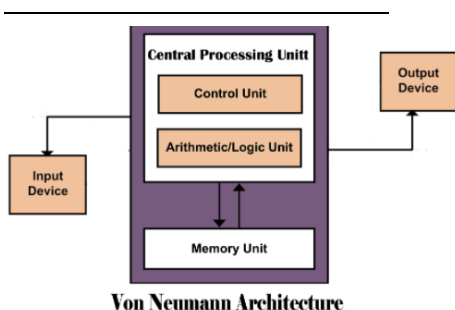 Central Processing Unitt
Control Unit
Arithmetic/Logic Unit
Output
Device
Input
Device
Memory Unit
Von Neumann Architecture